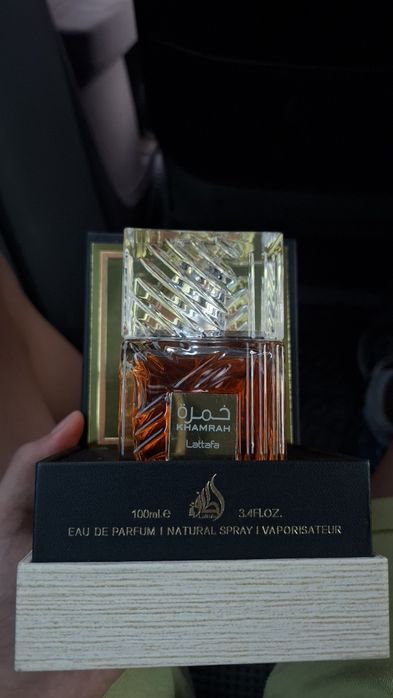 خمرة
KHAMRAH
Lattafa
100ml.℮ 3.4FL.OZ.
EAU DE PARFUM I NATURAL SPRAY I VAPORISATEUR